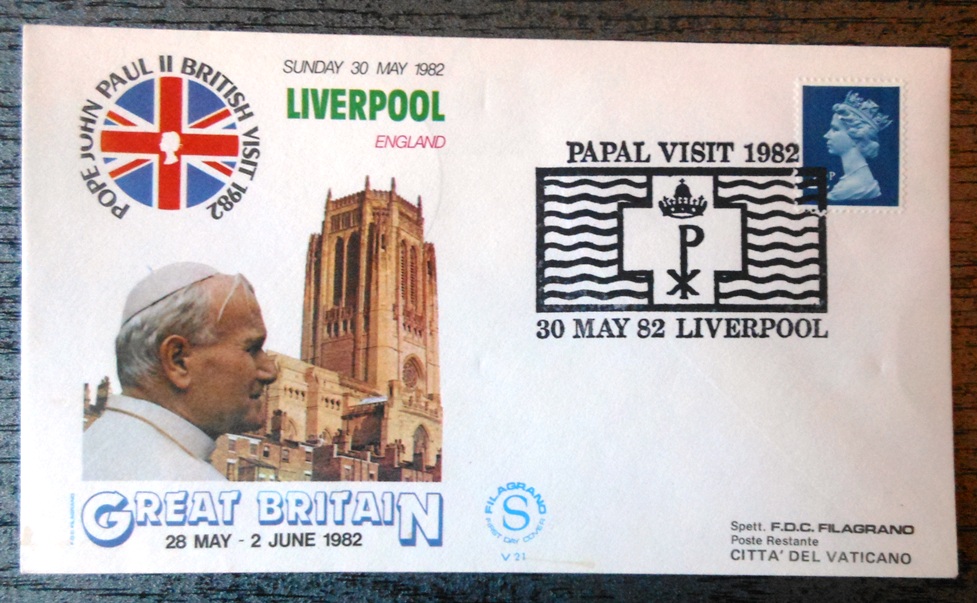 POPE JOHN PAUL II BRITISH VISIT 1982
SUNDAY 30 MAY 1982
LIVERPOOL
ENGLAND
PAPAL VISIT 1982
P
30 MAY 82 LIVERPOOL
GREAT BRITAIN
28 MAY - 2 JUNE 1982
FILAGRANO
S
FIRST DAY COVER
V 21
Spett. F.D.C. FILAGRANO
Poste Restante
CITTA' DEL VATICANO
F.D.C. FILAGRANO